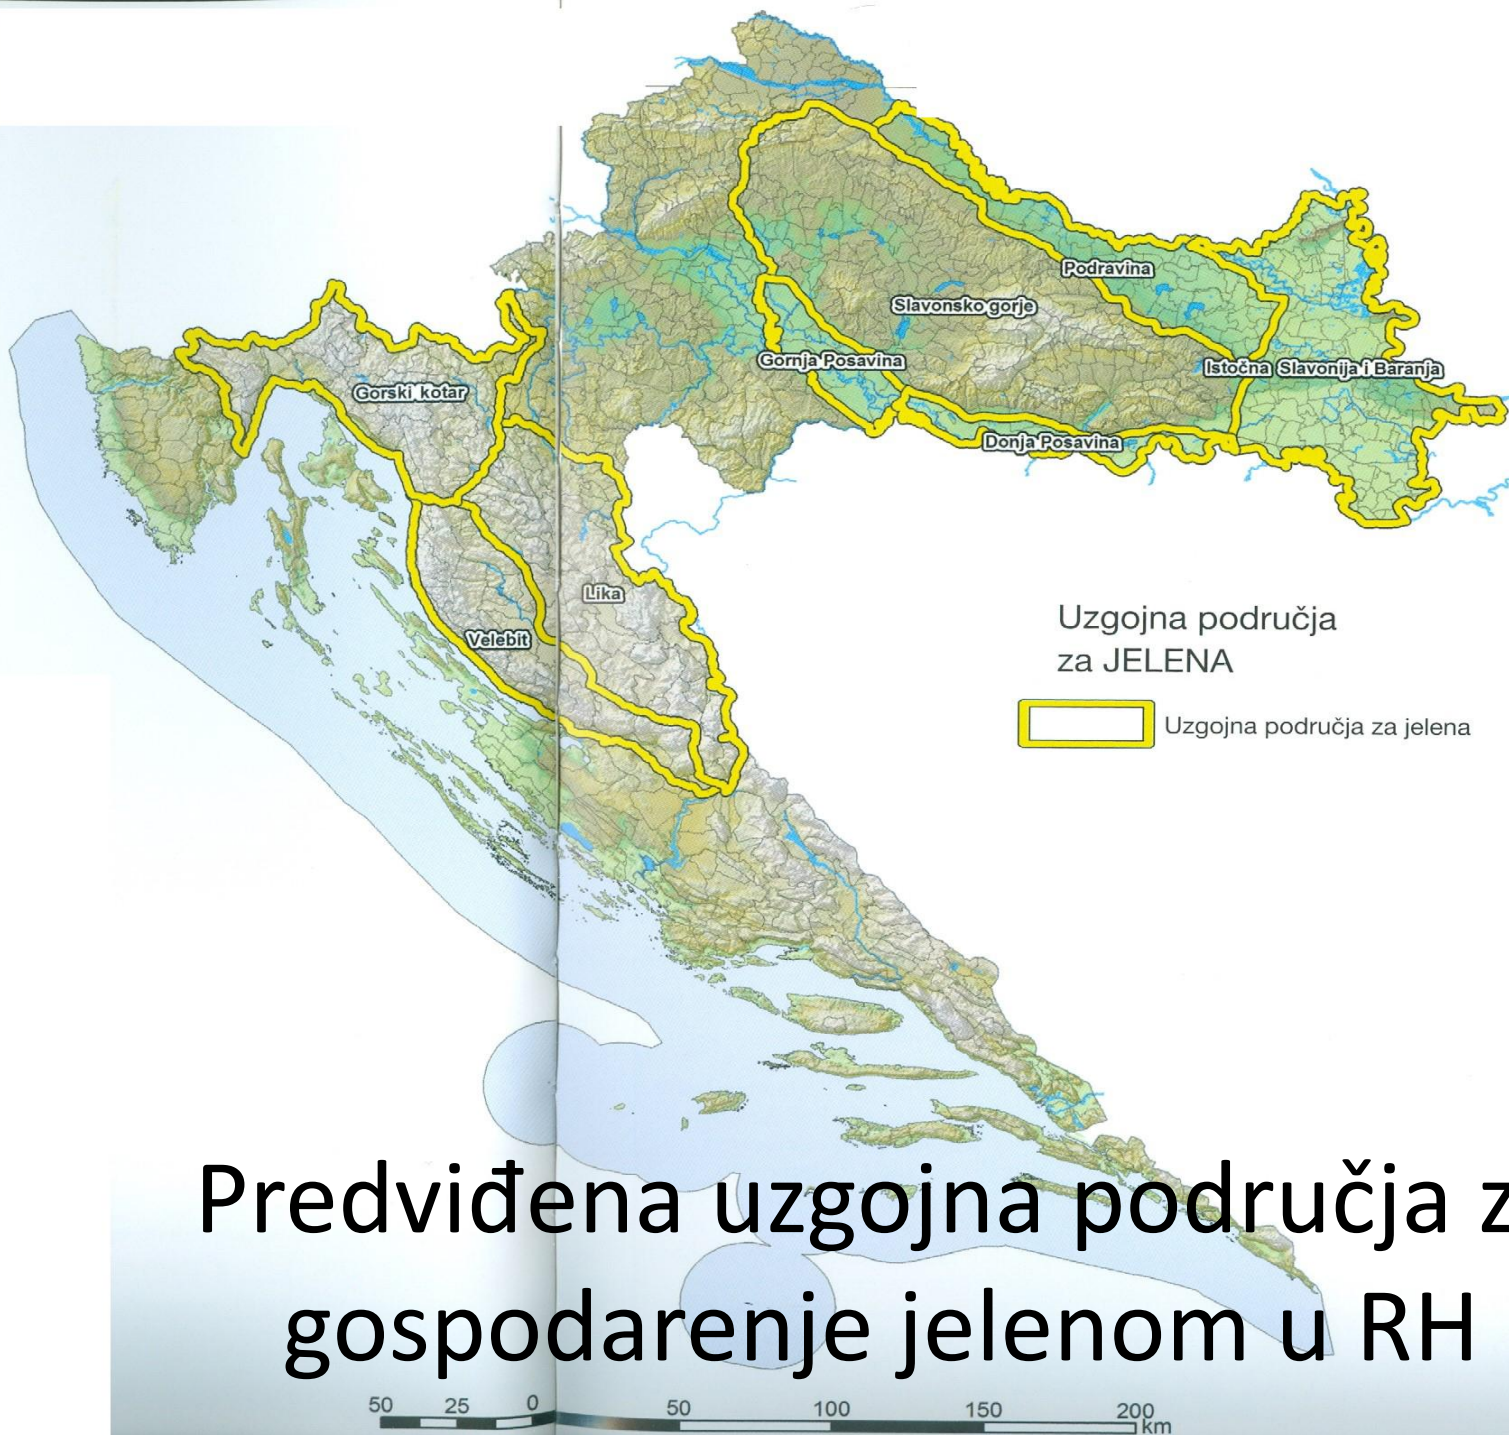 Podravina
Slavonsko gorje
Gornja Posavina
Istočna Slavonija i Baranja
Gorski kotar
Donja Posavina
Lika
Velebit
Uzgojna područja
za JELENA
Uzgojna područja za jelena
Predviđena uzgojna područja z
gospodarenje jelenom u RH
50 25 0 50 100 150 200
km